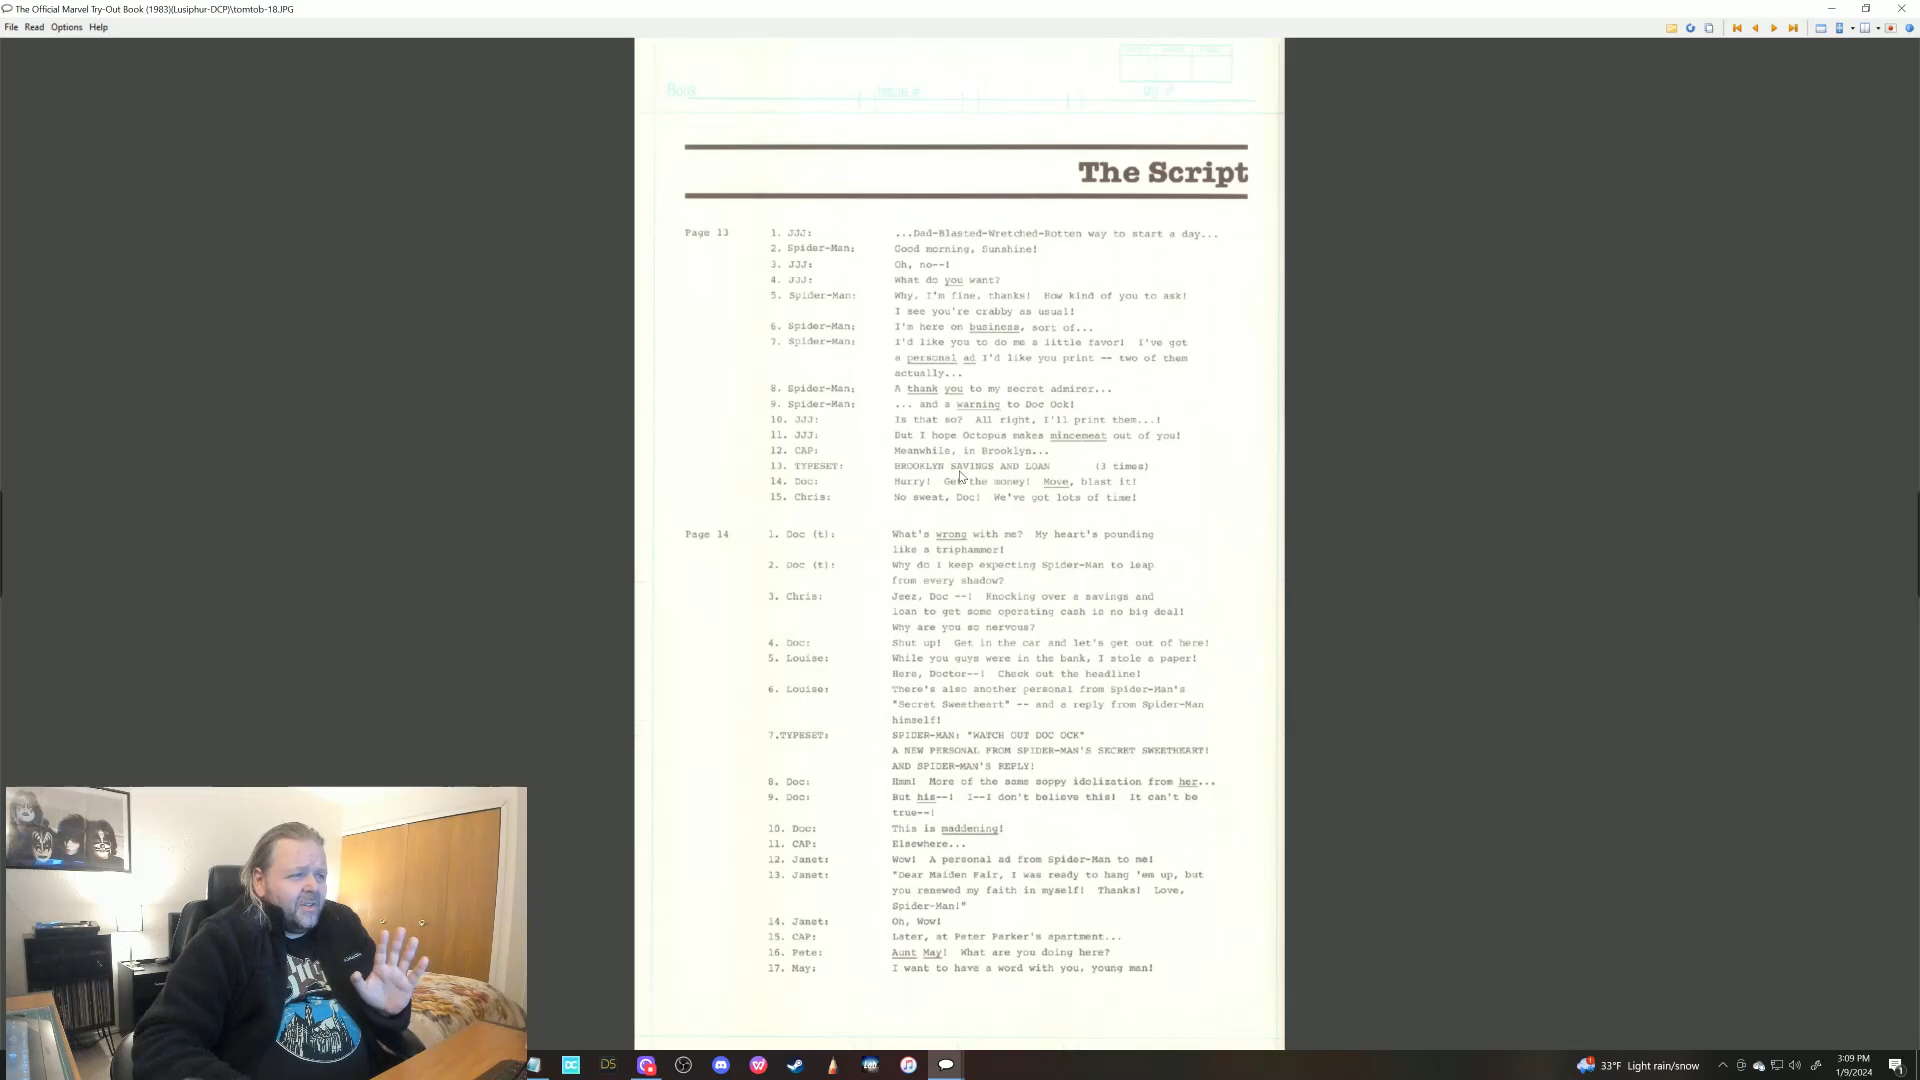 The Official Marvel Try-Out Book (1983)(Lusiphur-DCP)\tomtob-18.JPG
File Read Options Help
Book Issue # pg #
The Script
Page 13 1. JJJ: ...Dad-Blasted-Wretched-Rotten way to start a day...
2. Spider-Man: Good morning, Sunshine!
3. JJJ: Oh, no--!
4. JJJ: What do you want?
5. Spider-Man: Why, I'm fine, thanks! How kind of you to ask!
I see you're crabby as usual!
6. Spider-Man: I'm here on business, sort of...
7. Spider-Man: I'd like you to do me a little favor! I've got
a personal ad I'd like you print -- two of them
actually...
8. Spider-Man: A thank you to my secret admirer...
9. Spider-Man: ... and a warning to Doc Ock!
10. JJJ: Is that so? All right, I'll print them...!
11. JJJ: But I hope Octopus makes mincemeat out of you!
12. CAP: Meanwhile, in Brooklyn...
13. TYPESET: BROOKLYN SAVINGS AND LOAN (3 times)
14. Doc: Hurry! Get the money! Move, blast it!
15. Chris: No sweat, Doc! We've got lots of time!
Page 14 1. Doc (t): What's wrong with me? My heart's pounding
like a triphammer!
2. Doc (t): Why do I keep expecting Spider-Man to leap
from every shadow?
3. Chris: Jeez, Doc --! Knocking over a savings and
loan to get some operating cash is no big deal!
Why are you so nervous?
4. Doc: Shut up! Get in the car and let's get out of here!
5. Louise: While you guys were in the bank, I stole a paper!
Here, Doctor--! Check out the headline!
6. Louise: There's also another personal from Spider-Man's
"Secret Sweetheart" -- and a reply from Spider-Man
himself!
7.TYPESET: SPIDER-MAN: "WATCH OUT DOC OCK"
A NEW PERSONAL FROM SPIDER-MAN'S SECRET SWEETHEART!
AND SPIDER-MAN'S REPLY!
8. Doc: Hmm! More of the same soppy idolization from her...
9. Doc: But his--! I--I don't believe this! It can't be
true--!
10. Doc: This is maddening!
11. CAP: Elsewhere...
12. Janet: Wow! A personal ad from Spider-Man to me!
13. Janet: "Dear Maiden Fair, I was ready to hang 'em up, but
you renewed my faith in myself! Thanks! Love,
Spider-Man!"
14. Janet: Oh, Wow!
15. CAP: Later, at Peter Parker's apartment...
16. Pete: Aunt May! What are you doing here?
17. May: I want to have a word with you, young man!
DC DS Lab
33°F Light rain/snow
3:09 PM
1/9/2024